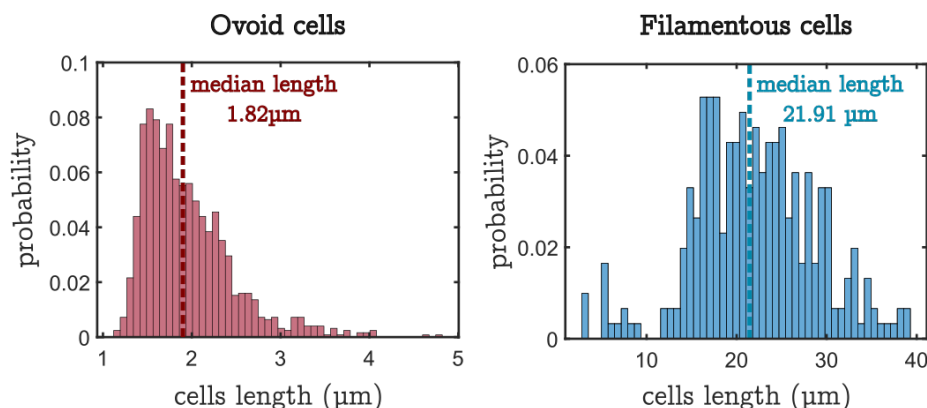 Ovoid cells
0.1
0.08
0.06
0.04
0.02
0
probability
median length
1.82µm
1
2
3
4
5
cells length (µm)
Filamentous cells
0.06
0.04
0.02
0
probability
median length
21.91 µm
10
20
30
40
cells length (µm)